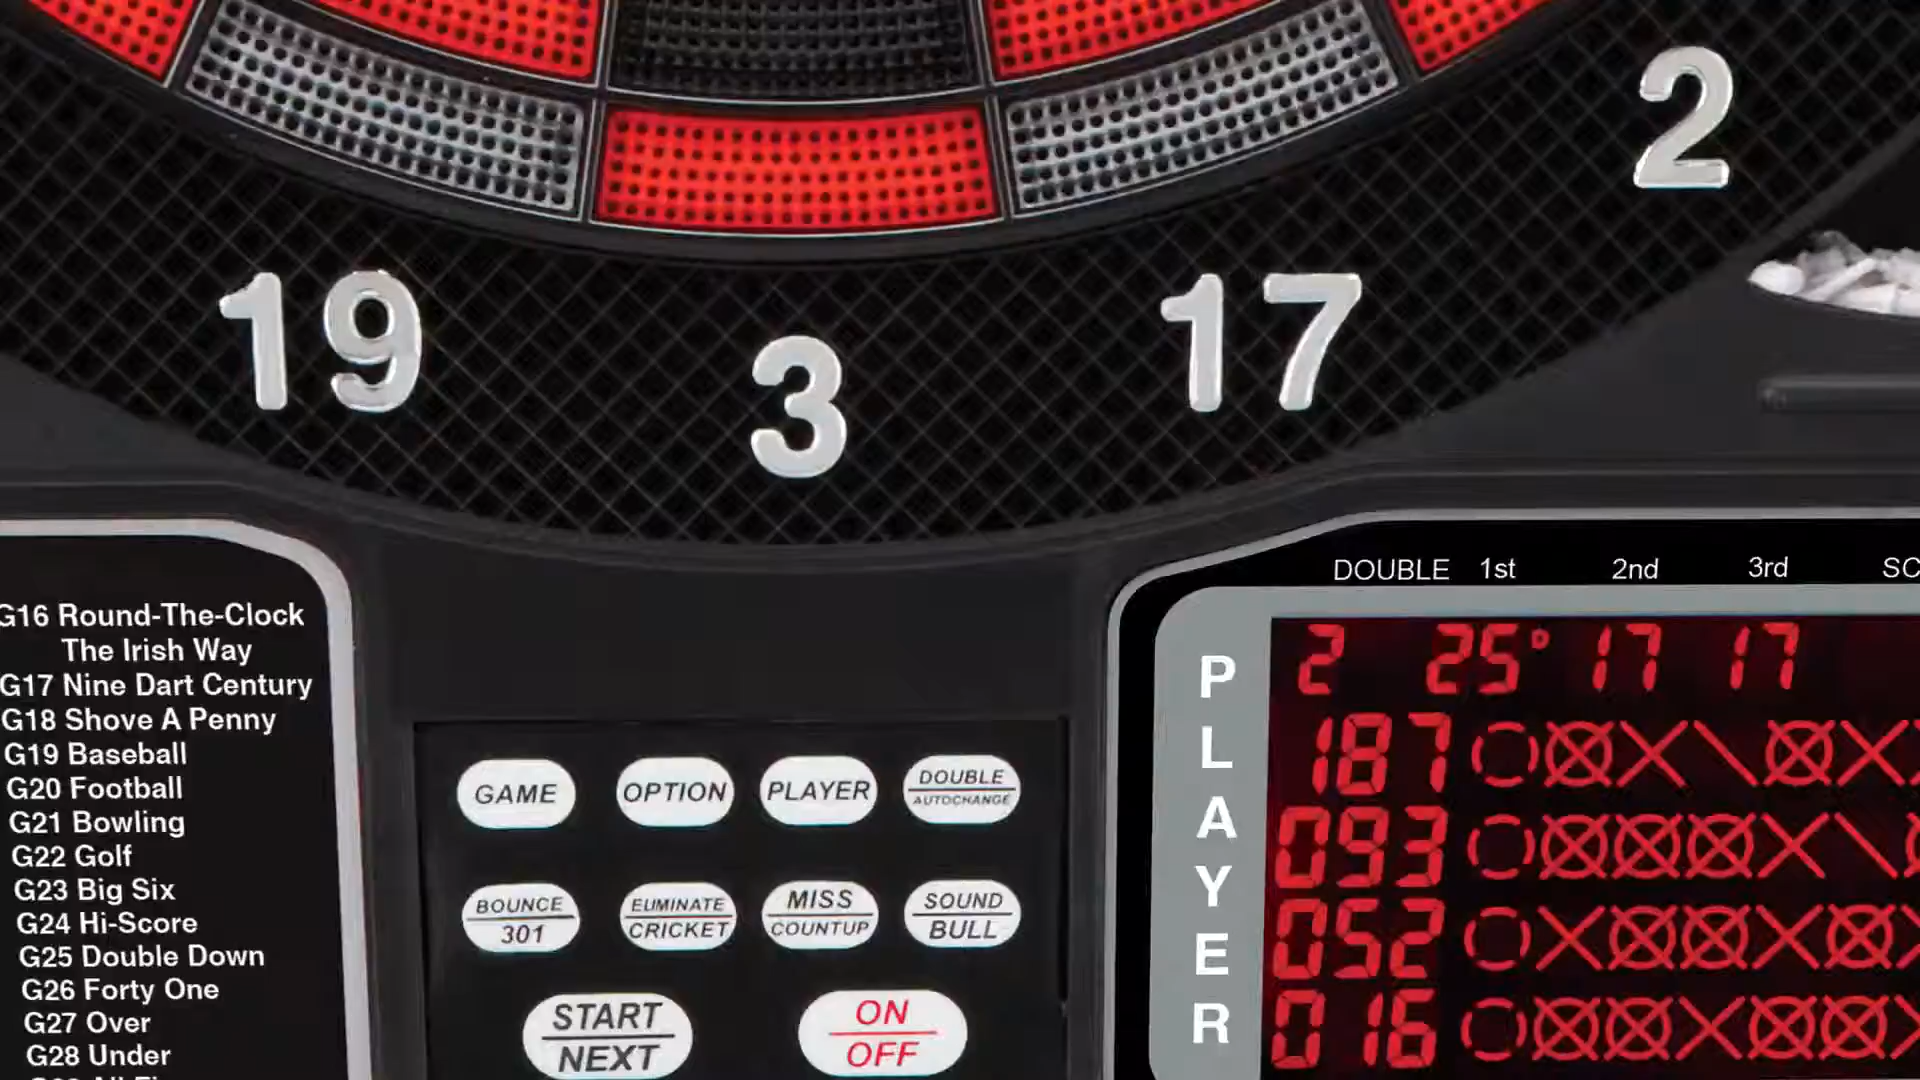 2
19
3
17
G16 Round-The-Clock
The Irish Way
G17 Nine Dart Century
G18 Shove A Penny
G19 Baseball
G20 Football
G21 Bowling
G22 Golf
G23 Big Six
G24 Hi-Score
G25 Double Down
G26 Forty One
G27 Over
G28 Under
GAME OPTION PLAYER DOUBLE
AUTOCHANGE
BOUNCE
301
ELIMINATE
CRICKET
MISS
COUNTUP
SOUND
BULL
START
NEXT
ON
OFF
DOUBLE 1st 2nd 3rd SC
PLAYER
2 25° 17 17
187
093
052
016